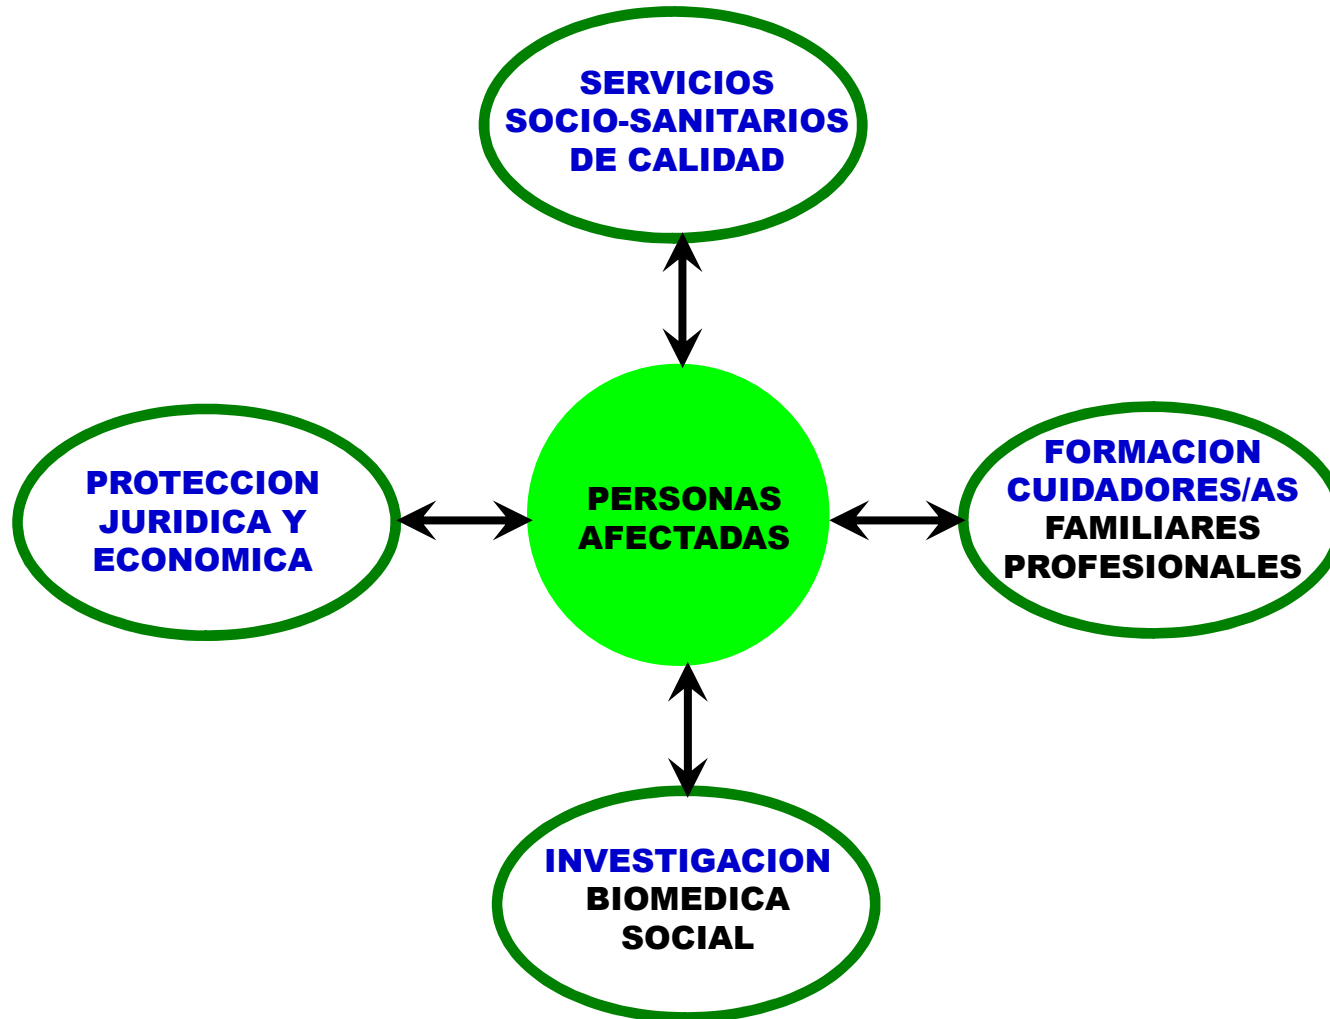 SERVICIOS
SOCIO-SANITARIOS
DE CALIDAD
PROTECCION
JURIDICA Y
ECONOMICA
PERSONAS
AFECTADAS
FORMACION
CUIDADORES/AS
FAMILIARES
PROFESIONALES
INVESTIGACION
BIOMEDICA
SOCIAL